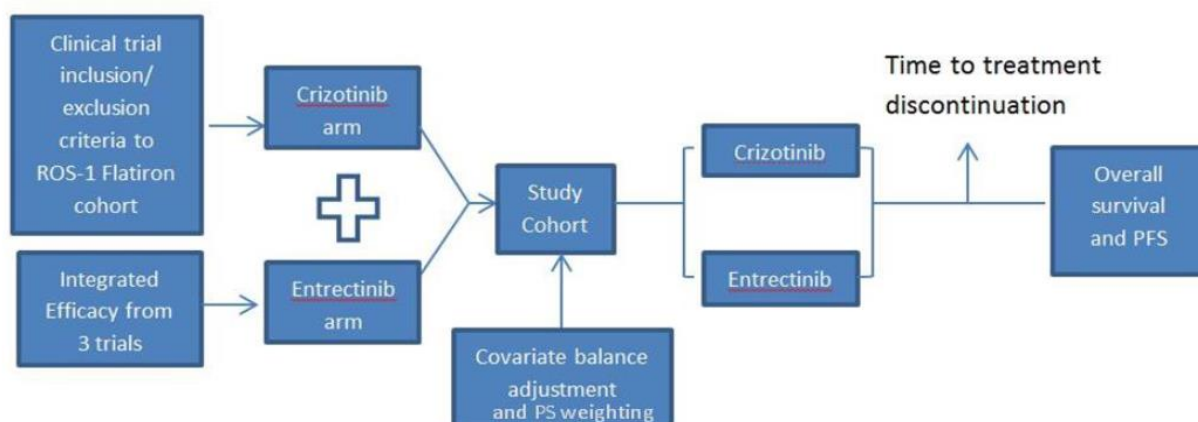 Clinical trial
inclusion/
exclusion
criteria to
ROS-1 Flatiron
cohort
Integrated
Efficacy from
3 trials
Crizotinib
arm
Entrectinib
arm
Study
Cohort
Covariate balance
adjustment
and PS weighting
Crizotinib
Entrectinib
Time to treatment
discontinuation
Overall
survival
and PFS